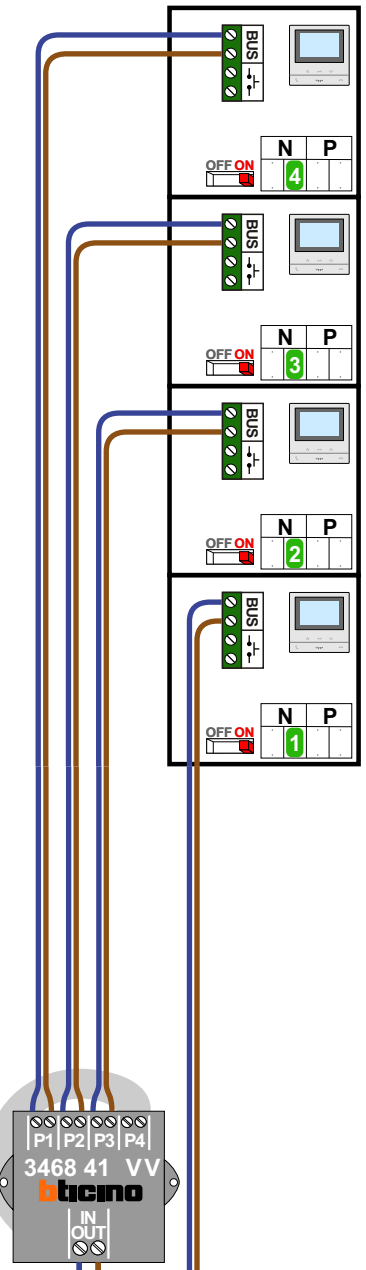 BUS
OFF ON
N P
4
BUS
OFF ON
N P
3
BUS
OFF ON
N P
2
BUS
OFF ON
N P
1
P1 P2 P3 P4
3468 41 VV
bticino
IN
OUT